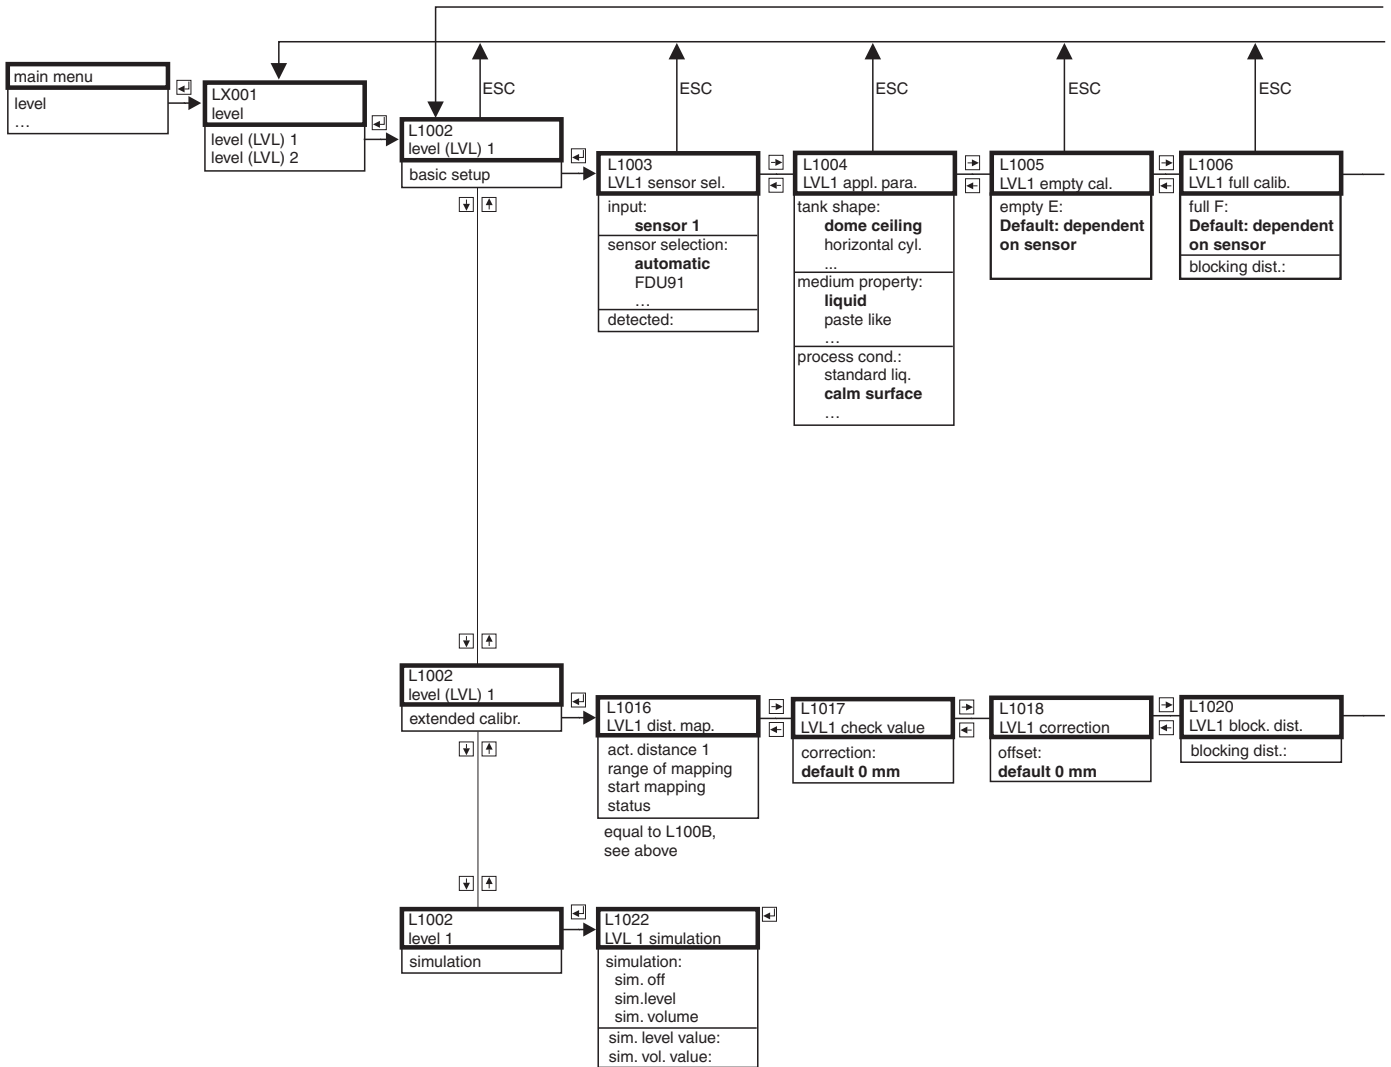 main menu
level
...
LX001
level
level (LVL) 1
level (LVL) 2
L1002
level (LVL) 1
basic setup
ESC
ESC
ESC
ESC
ESC
L1003
LVL1 sensor sel.
input:
sensor 1
sensor selection:
automatic
FDU91
...
detected:
L1004
LVL1 appl. para.
tank shape:
dome ceiling
horizontal cyl.
...
medium property:
liquid
paste like
...
process cond.:
standard liq.
calm surface
...
L1005
LVL1 empty cal.
empty E:
Default: dependent
on sensor
L1006
LVL1 full calib.
full F:
Default: dependent
on sensor
blocking dist.:
L1002
level (LVL) 1
extended calibr.
L1016
LVL1 dist. map.
act. distance 1
range of mapping
start mapping
status
equal to L100B,
see above
L1017
LVL1 check value
correction:
default 0 mm
L1018
LVL1 correction
offset:
default 0 mm
L1020
LVL1 block. dist.
blocking dist.:
L1002
level 1
simulation
L1022
LVL 1 simulation
simulation:
sim. off
sim.level
sim. volume
sim. level value:
sim. vol. value: